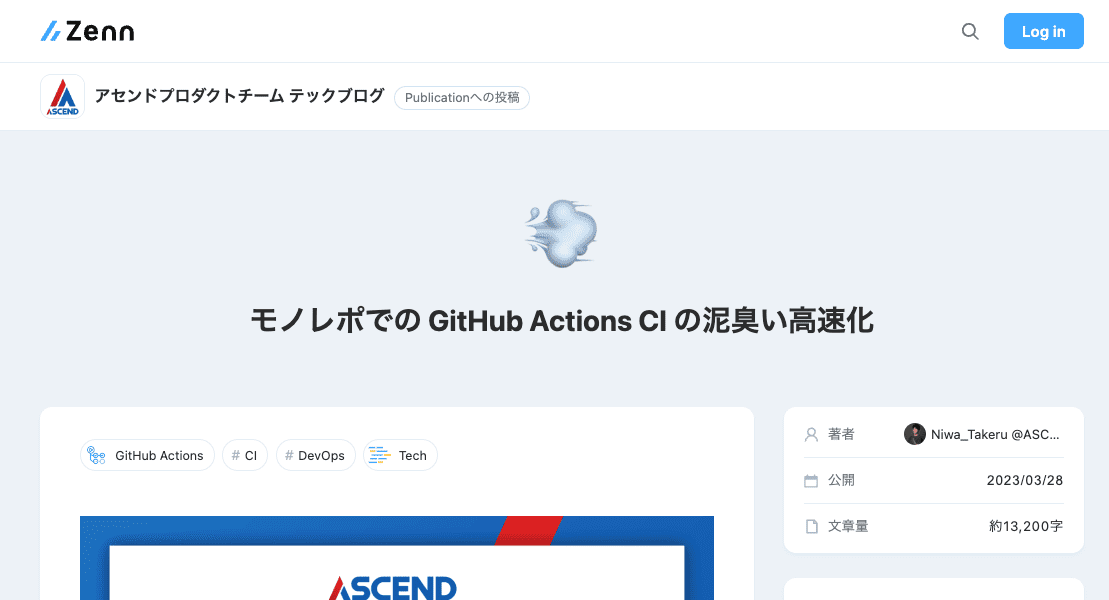 Zenn
Log in
ASCEND
アセンドプロダクトチーム テックブログ
Publicationへの投稿
モノレポでの GitHub Actions CI の泥臭い高速化
GitHub Actions
# CI
# DevOps
Tech
ASCEND
著者
Niwa_Takeru @ASC...
公開
2023/03/28
文章量
約13,200字